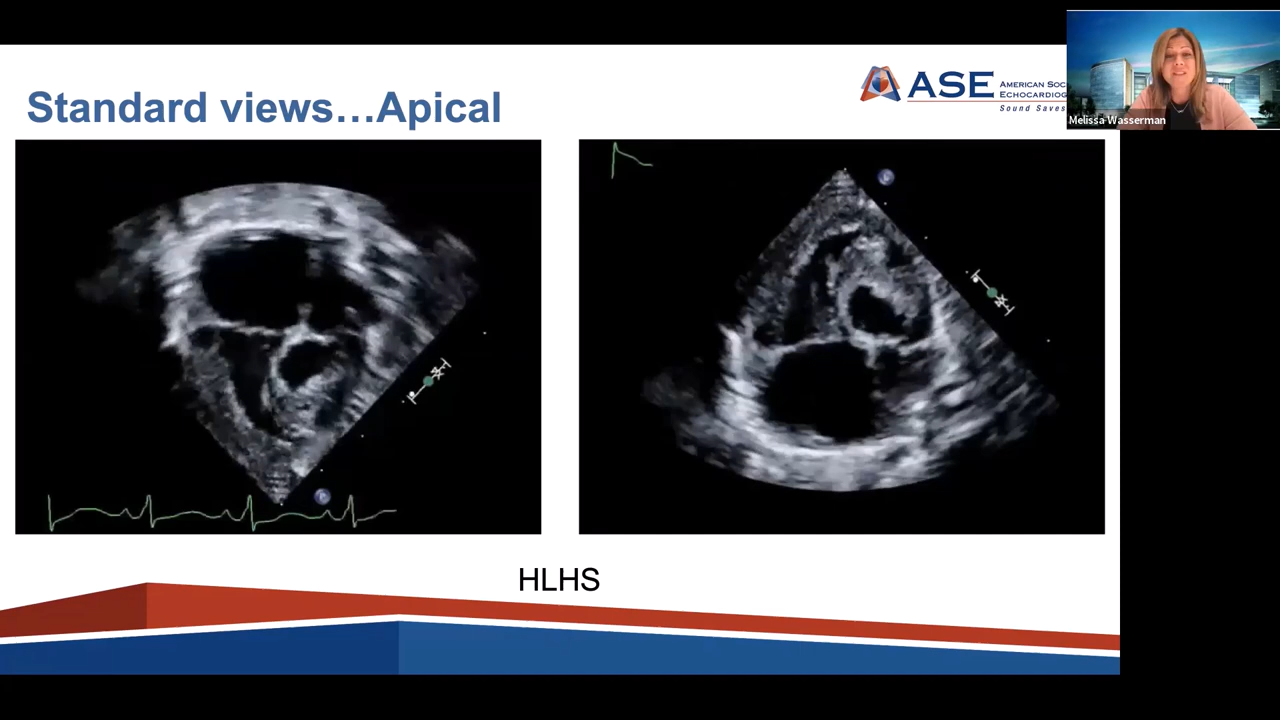 Standard views…Apical
ASE
AMERICAN SOC
ECHOCARDIOG
Sound Saves
Melissa Wasserman
HLHS